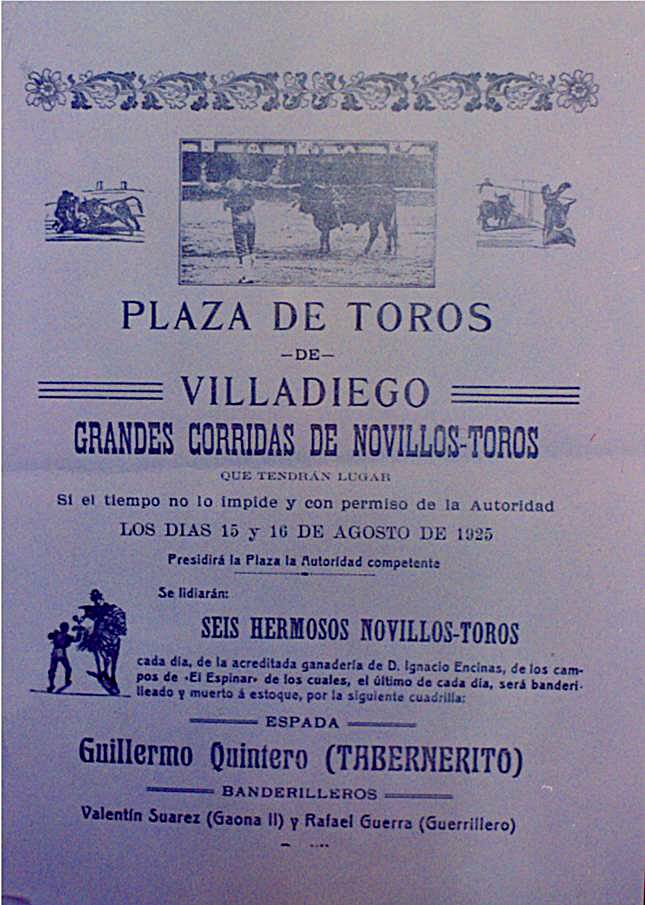 PLAZA DE TOROS
—DE—
VILLADIEGO
GRANDES CORRIDAS DE NOVILLOS-TOROS
QUE TENDRÁN LUGAR
Si el tiempo no lo impide y con permiso de la Autoridad
LOS DIAS 15 y 16 DE AGOSTO DE 1925
Presidirá la Plaza la Autoridad competente
Se lidiarán:
SEIS HERMOSOS NOVILLOS-TOROS
cada día, de la acreditada ganadería de D. Ignacio Encinas, de los cam-
pos de «El Espinar» de los cuales, el último de cada día, será banderi-
lleado y muerto á estoque, por la siguiente cuadrilla:
ESPADA
Guillermo Quintero (TABERNERITO)
BANDERILLEROS
Valentín Suarez (Gaona II) y Rafael Guerra (Guerrillero)